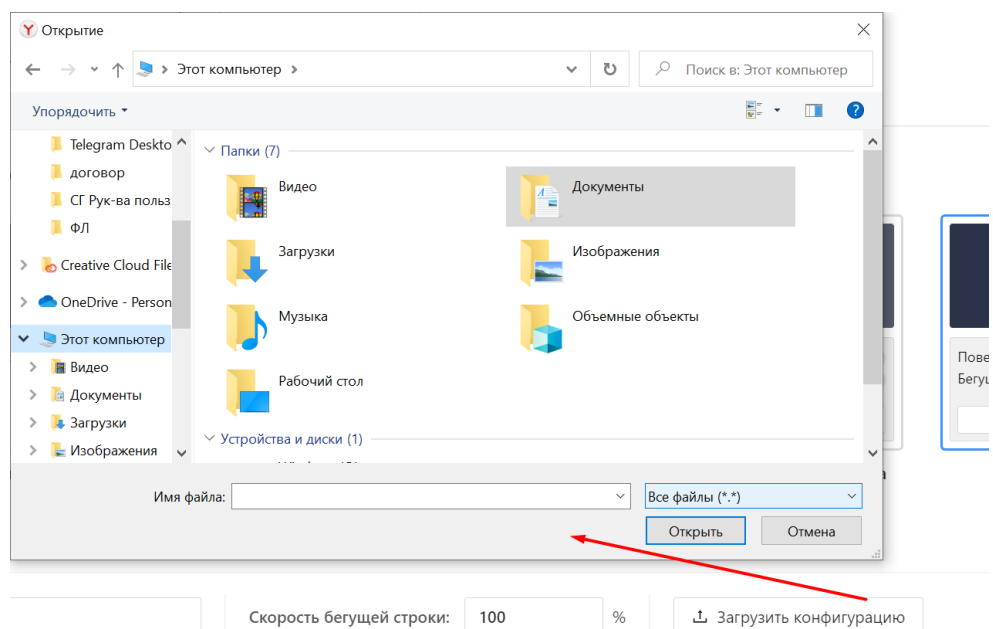 Открытие
Этот компьютер
Поиск в: Этот компьютер
Упорядочить
Telegram Deskto
договор
СГ Рук-ва польз
ФЛ
Creative Cloud File
OneDrive - Person
Этот компьютер
Видео
Документы
Загрузки
Изображения
Папки (7)
Видео
Документы
Загрузки
Изображения
Музыка
Объемные объекты
Рабочий стол
Устройства и диски (1)
Имя файла:
Все файлы (*.*)
Открыть
Отмена
Пове
Бегущ
Скорость бегущей строки:
100
%
Загрузить конфигурацию